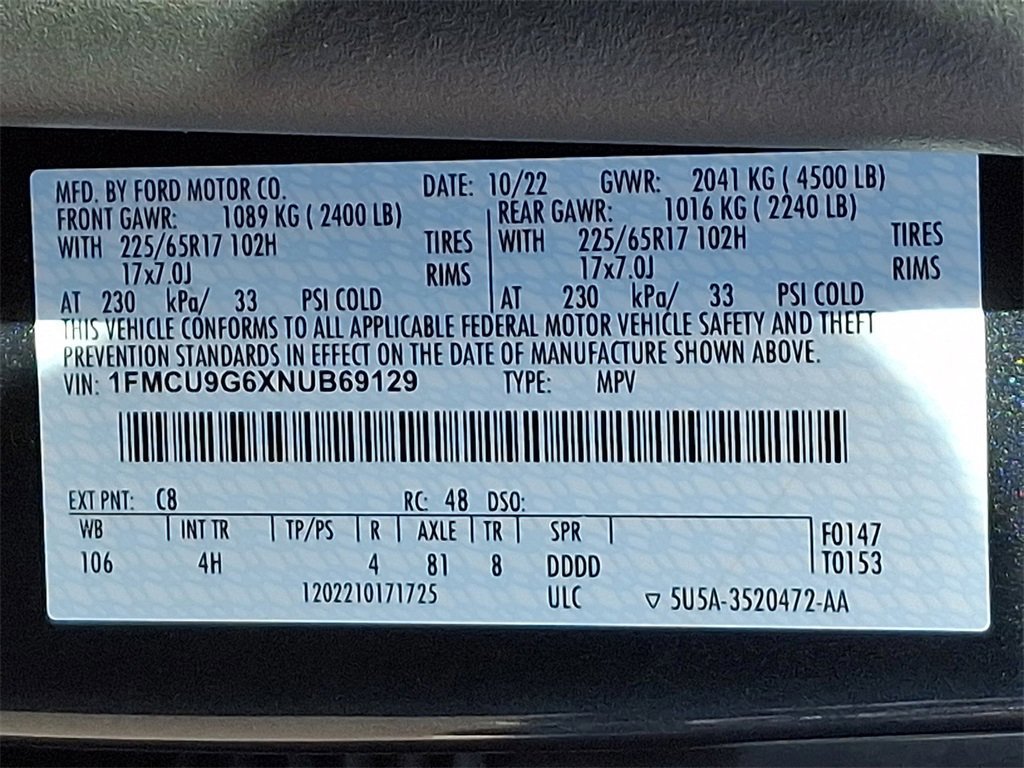 MFD. BY FORD MOTOR CO. DATE: 10/22 GVWR: 2041 KG ( 4500 LB)
FRONT GAWR: 1089 KG ( 2400 LB) REAR GAWR: 1016 KG ( 2240 LB)
WITH 225/65R17 102H TIRES WITH 225/65R17 102H TIRES
17x7.0J RIMS 17x7.0J RIMS
AT 230 kPa/ 33 PSI COLD AT 230 kPa/ 33 PSI COLD
THIS VEHICLE CONFORMS TO ALL APPLICABLE FEDERAL MOTOR VEHICLE SAFETY AND THEFT
PREVENTION STANDARDS IN EFFECT ON THE DATE OF MANUFACTURE SHOWN ABOVE.
VIN: 1FMCU9G6XNUB69129 TYPE: MPV
EXT PNT: C8 RC: 48 DSO:
WB INT TR TP/PS R AXLE TR SPR F0147
106 4H 4 81 8 DDDD T0153
1202210171725 ULC ▽ 5U5A-3520472-AA